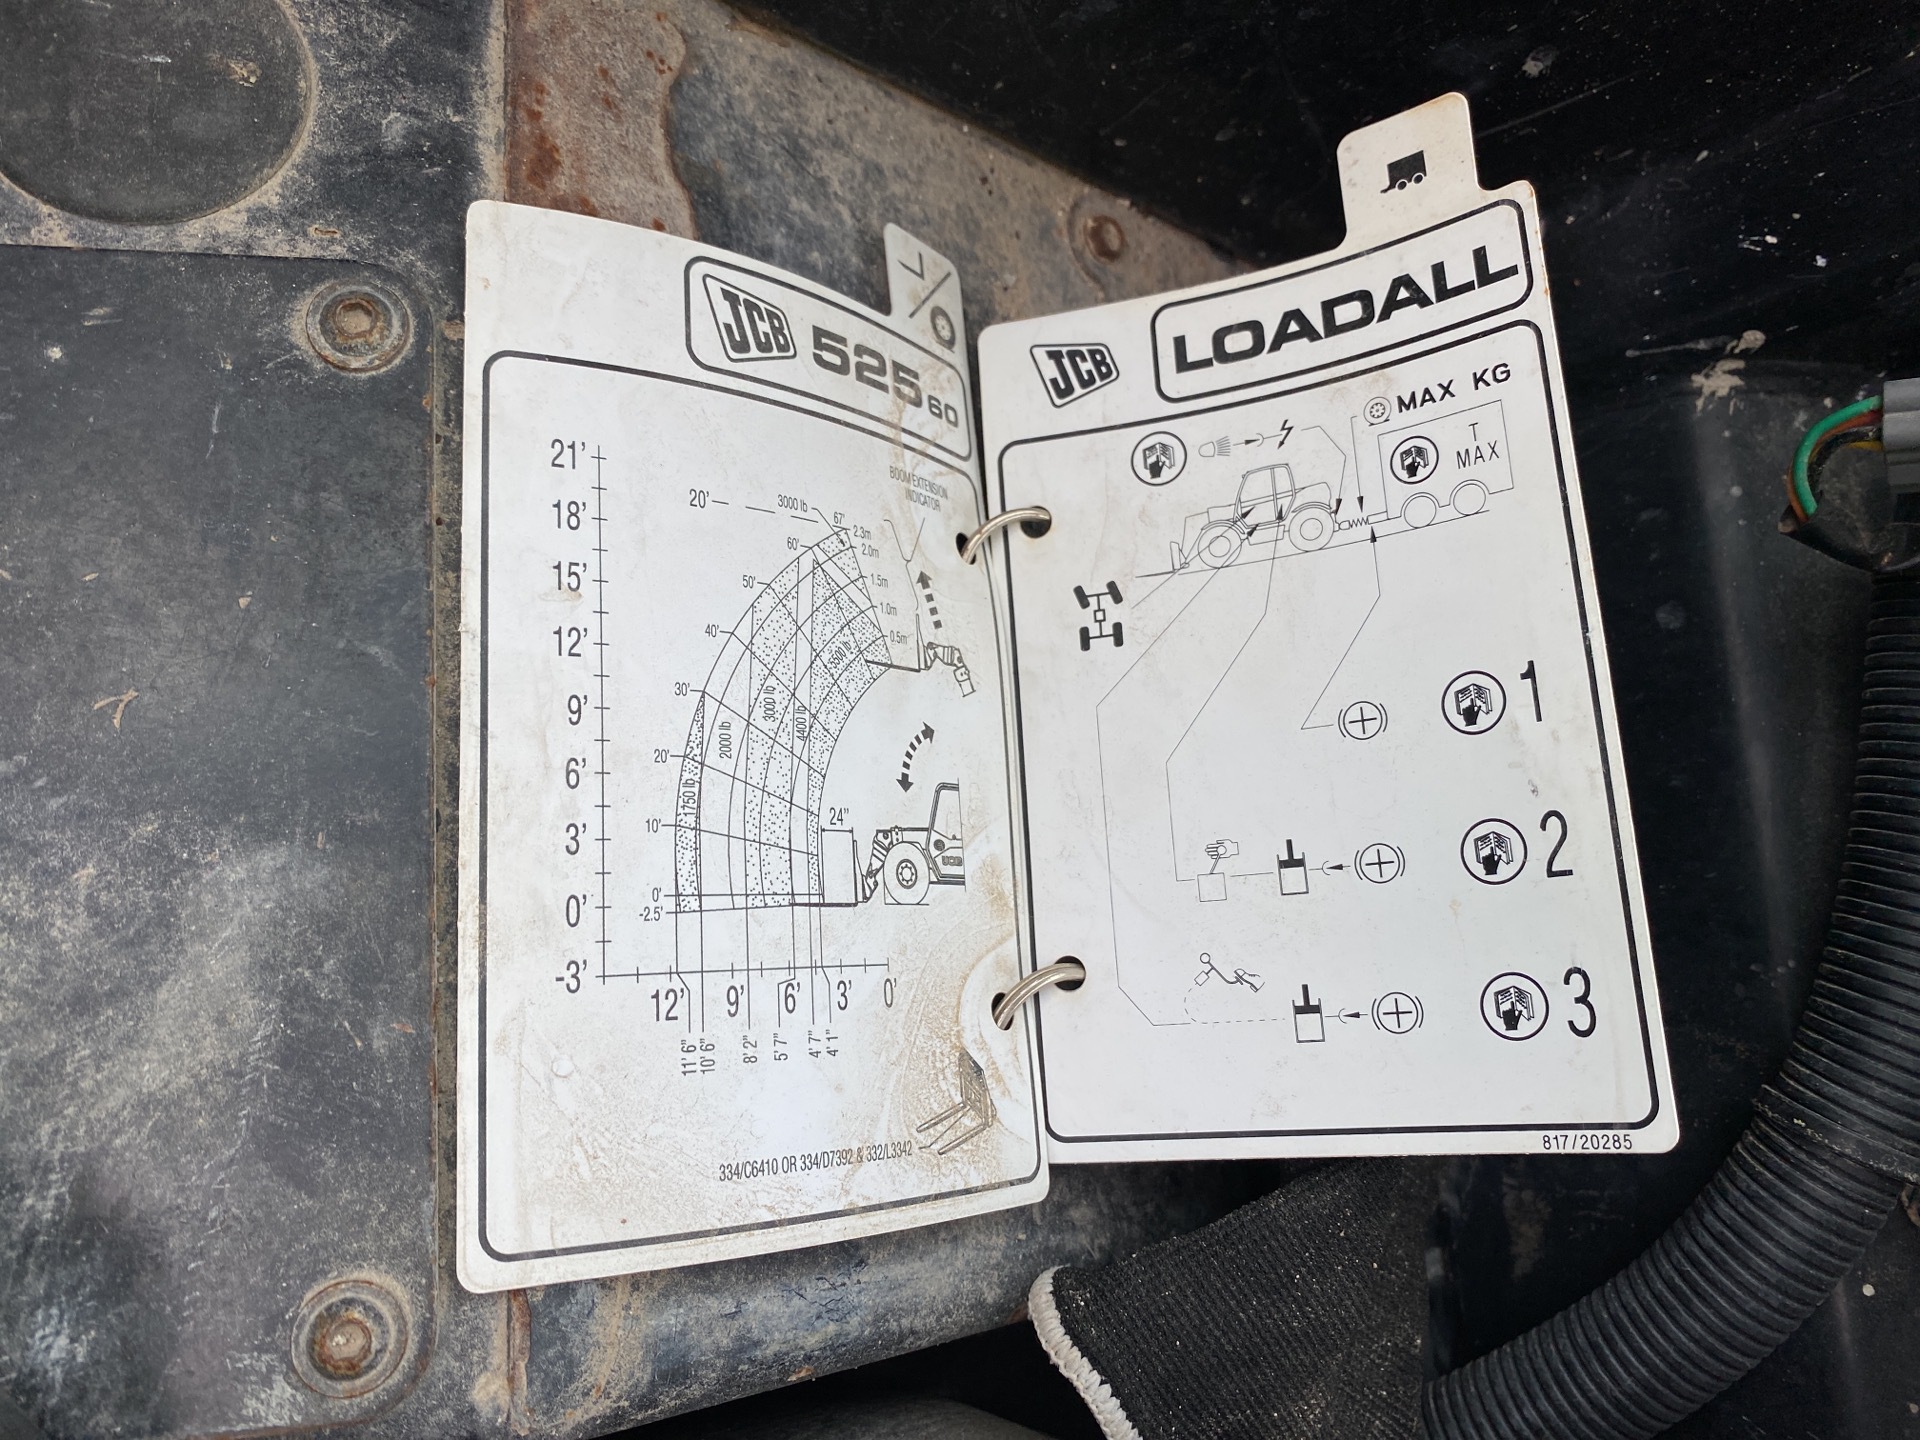 JCB 525 60
BOOM EXTENSION
INDICATOR
21'
18'
15'
12'
9'
6'
3'
0'
-3'
20'
3000 lb
67'
60'
50'
40'
30'
20'
10'
0'
-2.5'
2.3m
2.0m
1.5m
1.0m
0.5m
1750 lb
2000 lb
3000 lb
4400 lb
5500 lb
24"
JCB
12' 9' 6' 3' 0'
11' 6"
10' 6"
8' 2"
5' 7"
4' 7"
4' 1"
334/C6410 OR 334/D7392 & 332/L3342
JCB LOADALL
MAX KG
T
MAX
1
2
3
817/20285